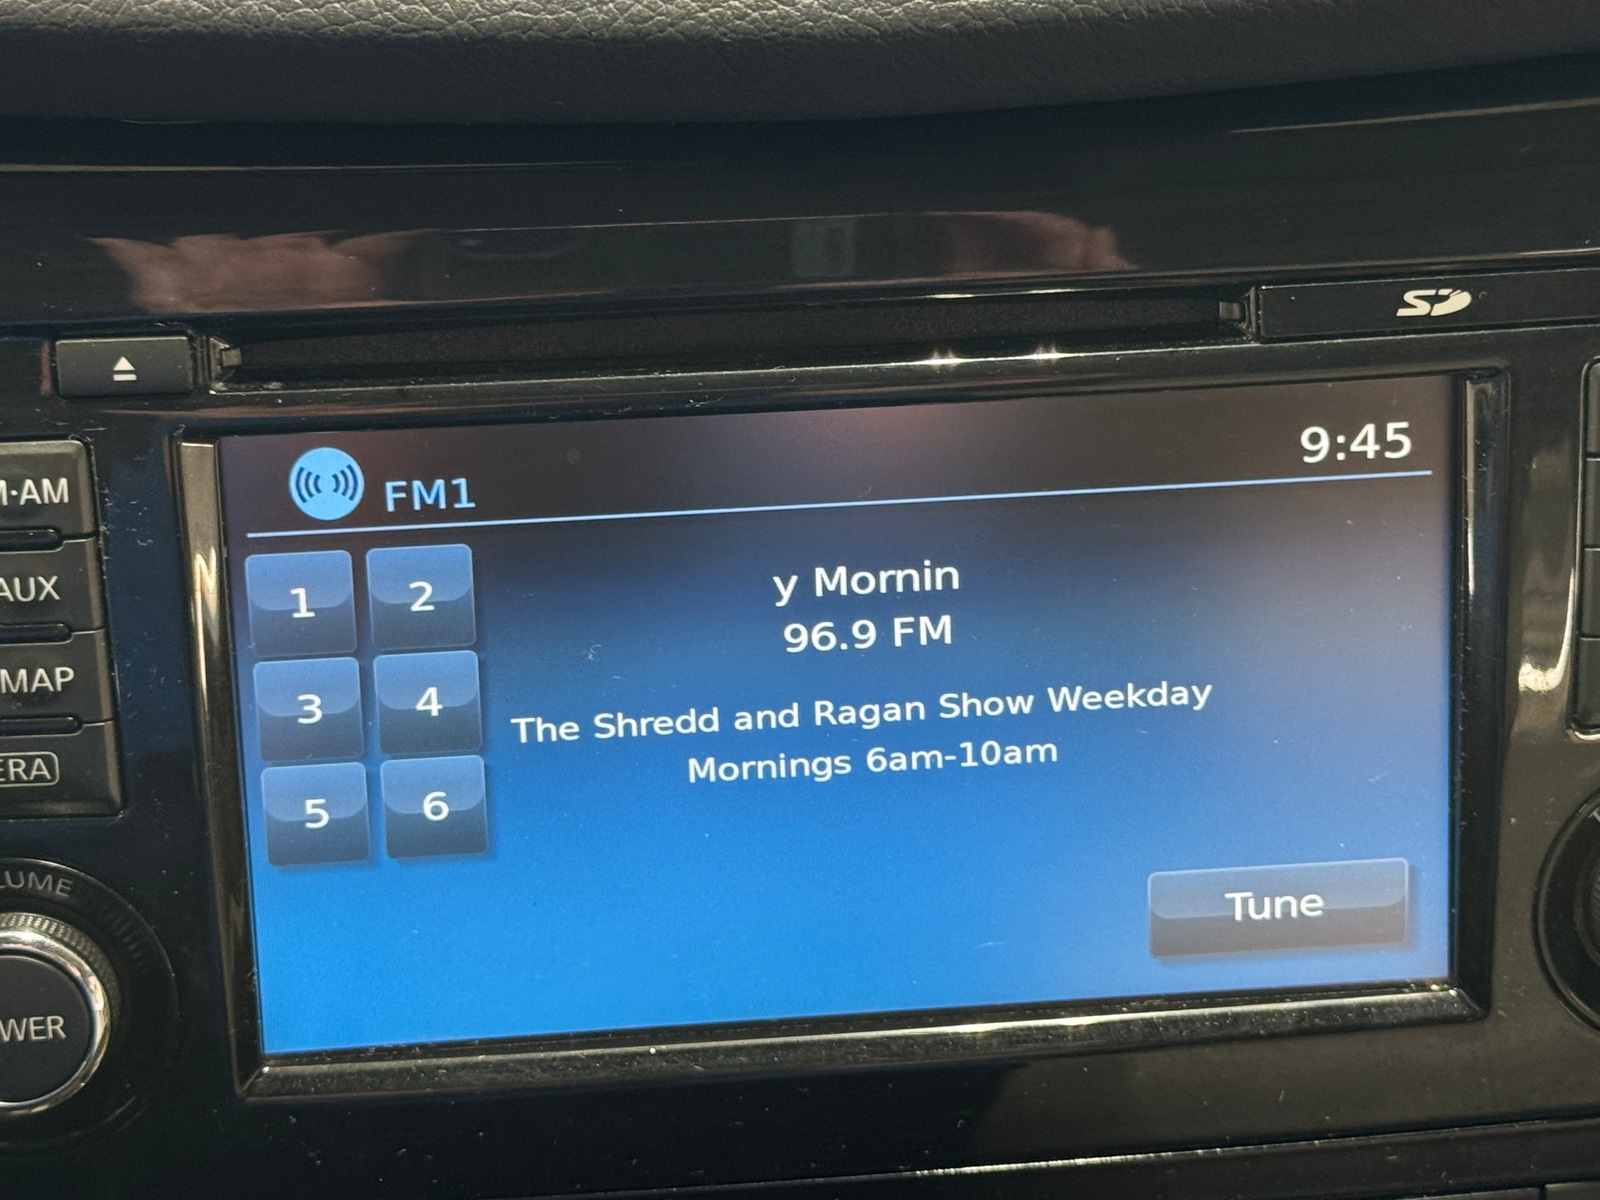 SD
M·AM
AUX
MAP
ERA
LUME
WER
FM1
9:45
1
2
3
4
5
6
y Mornin
96.9 FM
The Shredd and Ragan Show Weekday
Mornings 6am-10am
Tune